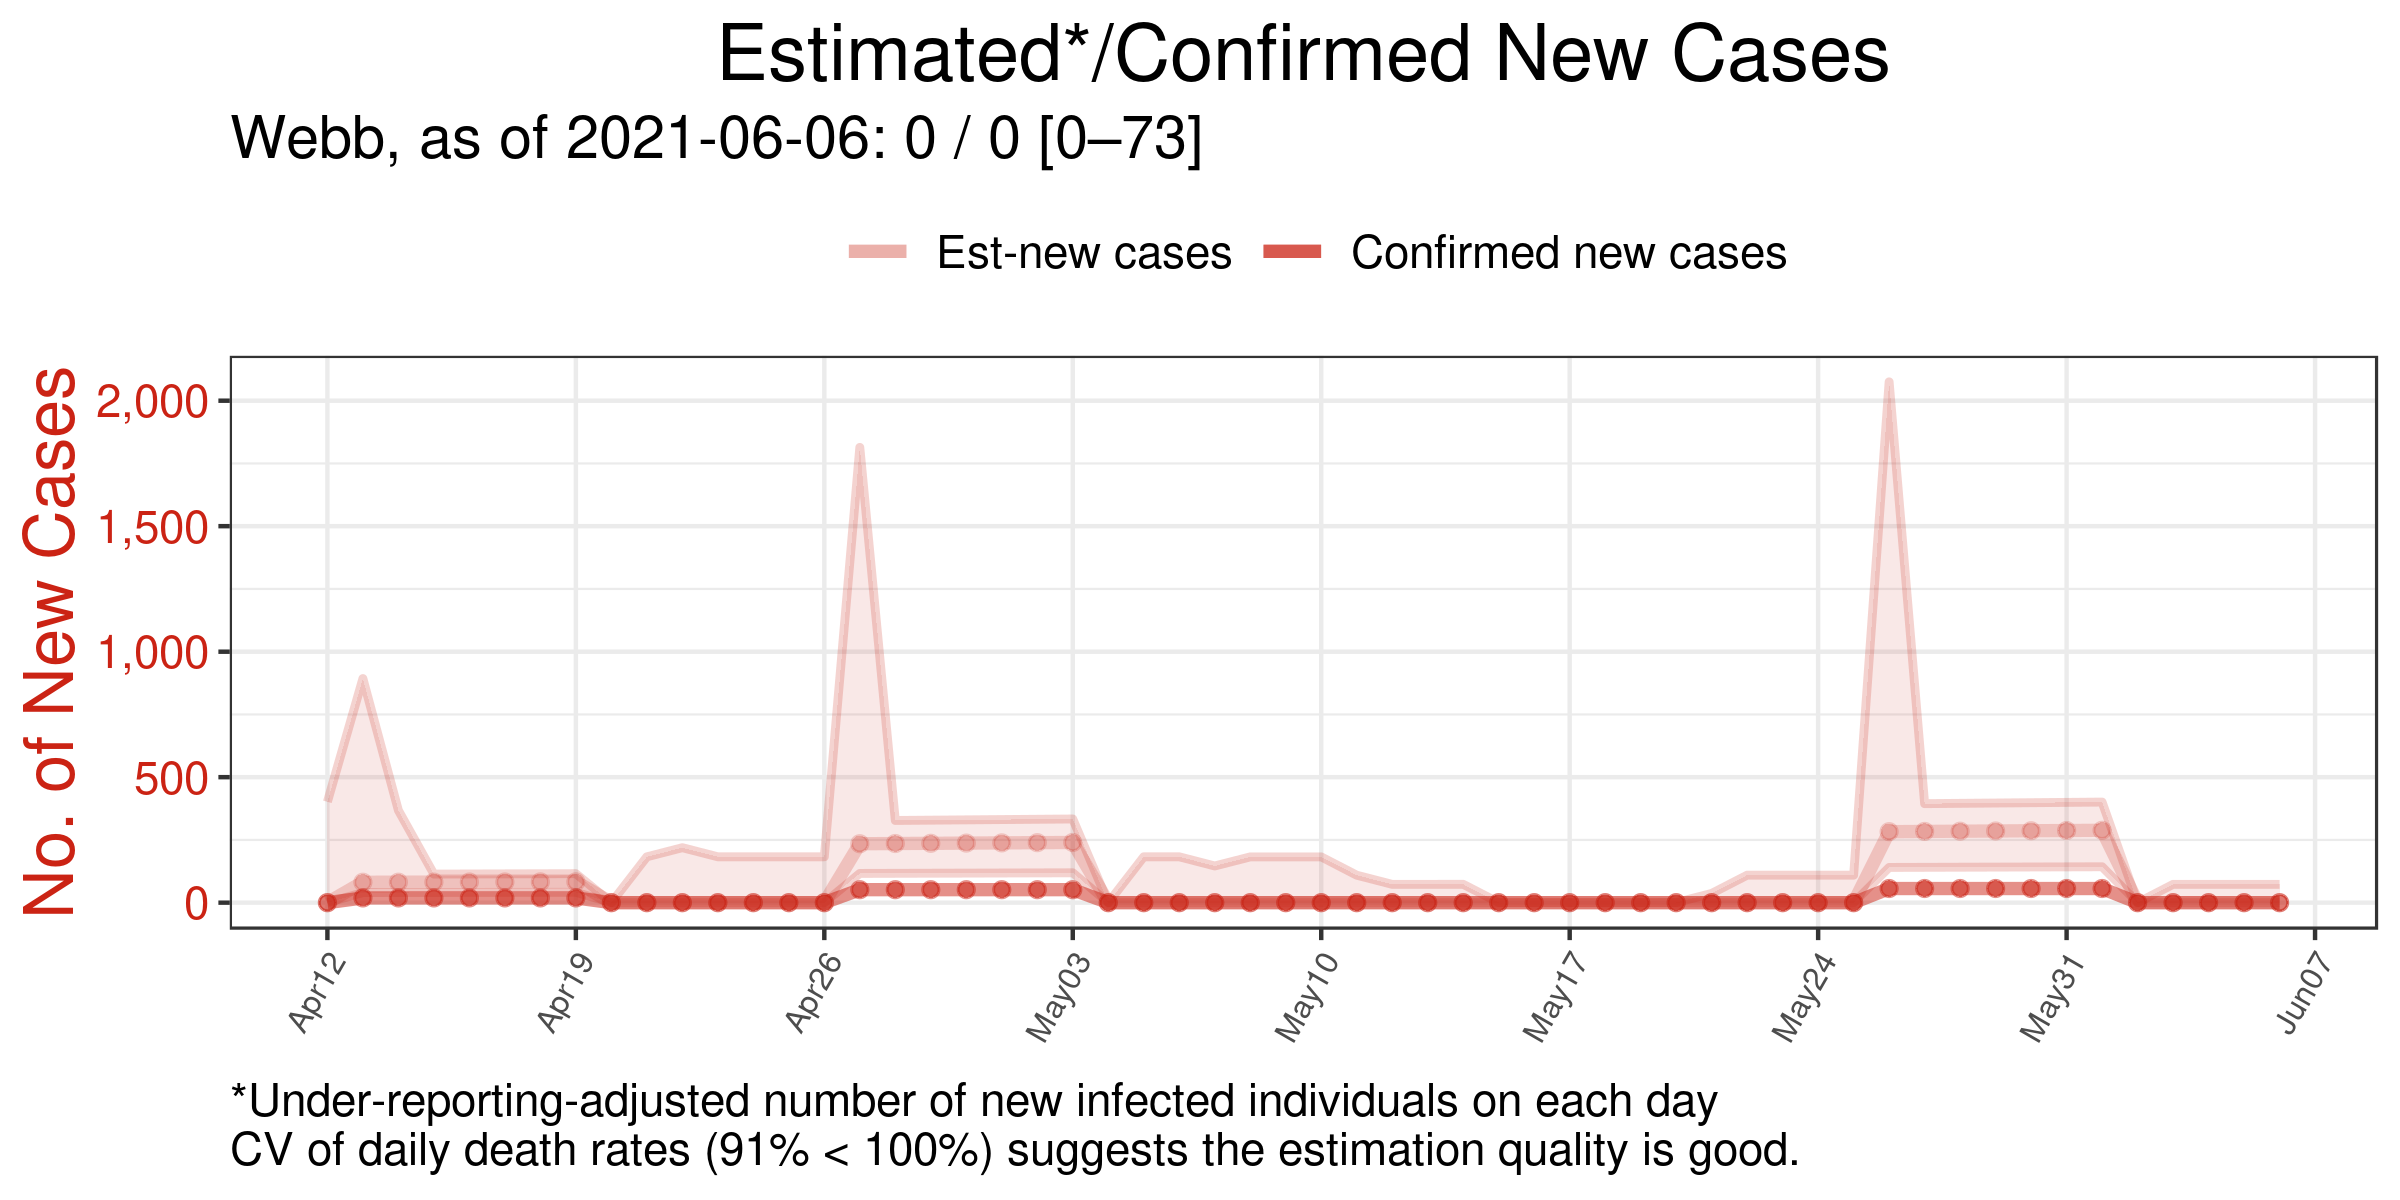 Estimated*/Confirmed New Cases
Webb, as of 2021-06-06: 0 / 0 [0–73]
Est-new cases
Confirmed new cases
No. of New Cases
2,000
1,500
1,000
500
0
Apr12
Apr19
Apr26
May03
May10
May17
May24
May31
Jun07
*Under-reporting-adjusted number of new infected individuals on each day
CV of daily death rates (91% < 100%) suggests the estimation quality is good.